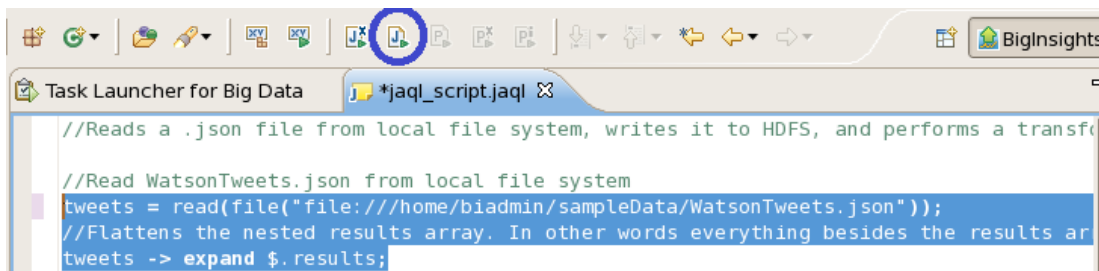 BigInsights
Task Launcher for Big Data
*jaql_script.jaql
//Reads a .json file from local file system, writes it to HDFS, and performs a
//Read WatsonTweets.json from local file system
tweets = read(file("file:///home/biadmin/sampleData/WatsonTweets.json"));
//Flattens the nested results array. In other words everything besides the results
tweets -> expand $.results;